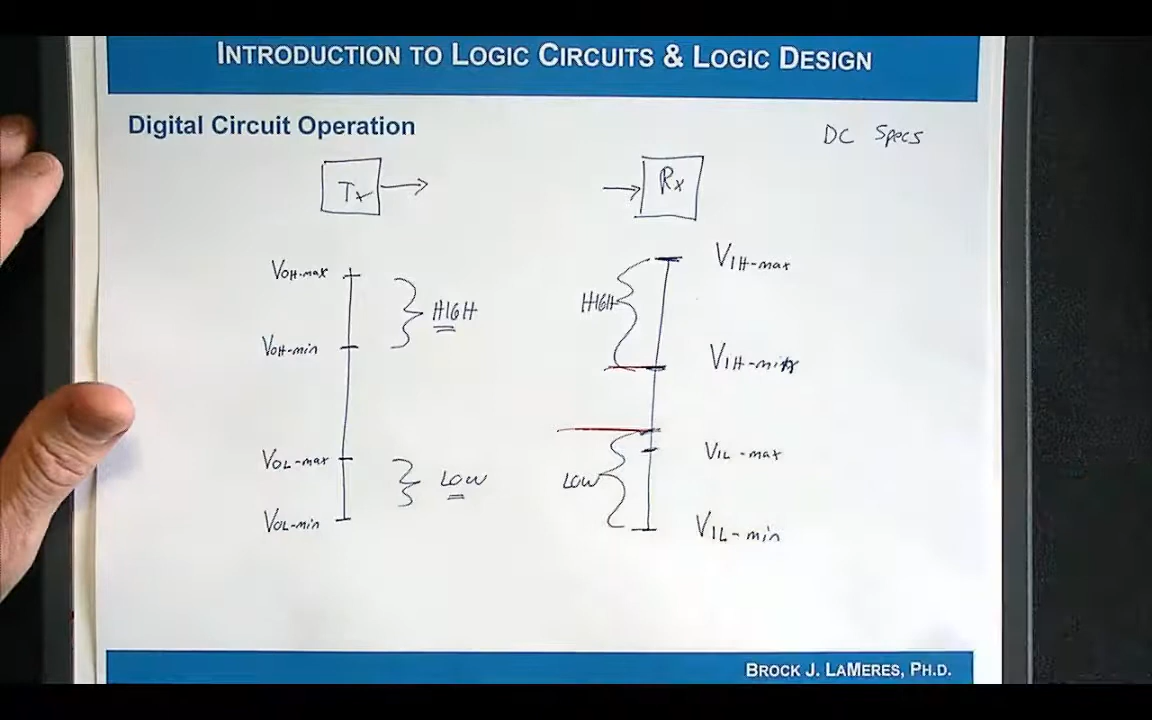 INTRODUCTION TO LOGIC CIRCUITS & LOGIC DESIGN
Digital Circuit Operation
DC Specs
Tx
Rx
VOH-max
HIGH
VOH-min
VOL-max
LOW
VOL-min
VIH-max
HIGH
VIH-min
VIL-max
LOW
VIL-min
BROCK J. LAMERES, PH.D.